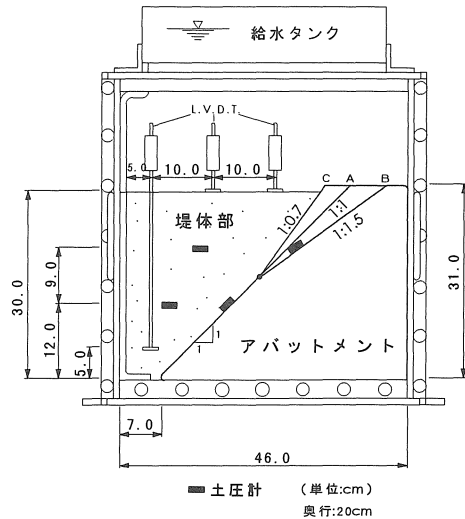 給水タンク
L.V.D.T.
5.0
10.0
10.0
C
A
B
1:0.7
1:1
1:1.5
堤体部
30.0
9.0
12.0
5.0
31.0
1
1
アバットメント
7.0
46.0
土圧計
(単位:cm)
奥行:20cm